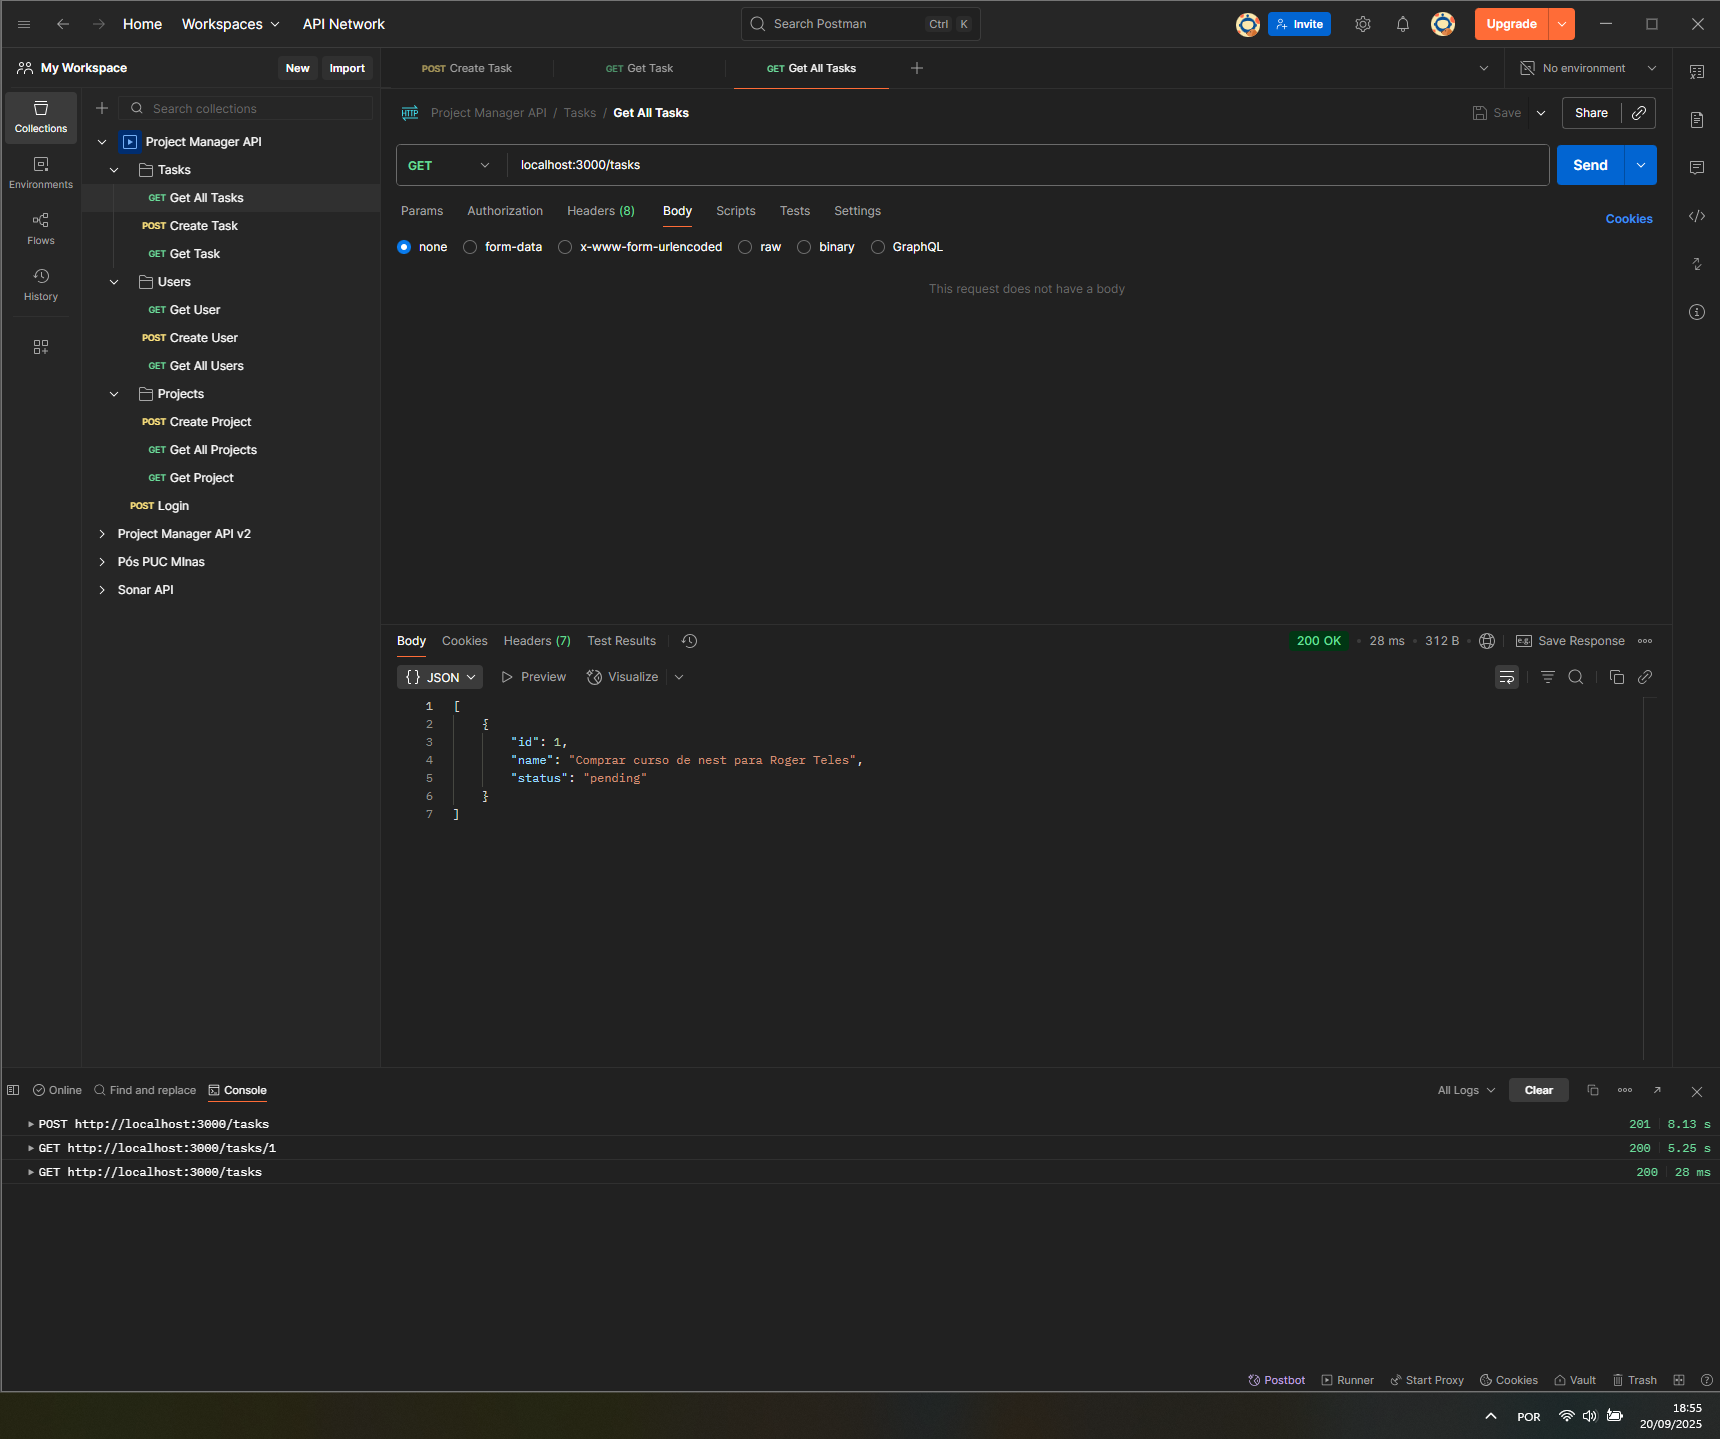 Home Workspaces API Network Search Postman Ctrl K Invite Upgrade
My Workspace New Import POST Create Task GET Get Task GET Get All Tasks No environment
Collections
Environments
Flows
History
Search collections
Project Manager API
Tasks
GET Get All Tasks
POST Create Task
GET Get Task
Users
GET Get User
POST Create User
GET Get All Users
Projects
POST Create Project
GET Get All Projects
GET Get Project
POST Login
Project Manager API v2
Pós PUC MInas
Sonar API
HTTP Project Manager API / Tasks / Get All Tasks Save Share
GET localhost:3000/tasks Send
Params Authorization Headers (8) Body Scripts Tests Settings Cookies
none form-data x-www-form-urlencoded raw binary GraphQL
This request does not have a body
Body Cookies Headers (7) Test Results 200 OK • 28 ms • 312 B • e.g. Save Response
{} JSON Preview Visualize
1 [
2 {
3 "id": 1,
4 "name": "Comprar curso de nest para Roger Teles",
5 "status": "pending"
6 }
7 ]
Online Find and replace Console All Logs Clear
POST http://localhost:3000/tasks 201 8.13 s
GET http://localhost:3000/tasks/1 200 5.25 s
GET http://localhost:3000/tasks 200 28 ms
Postbot Runner Start Proxy Cookies Vault Trash
POR 18:55
20/09/2025